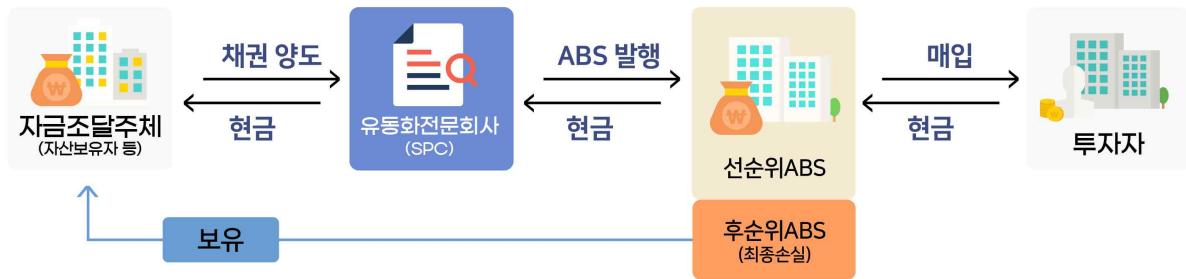 채권 양도
ABS 발행
매입
현금
현금
현금
자금조달주체
(자산보유자 등)
유동화전문회사
(SPC)
선순위ABS
투자자
보유
후순위ABS
(최종손실)